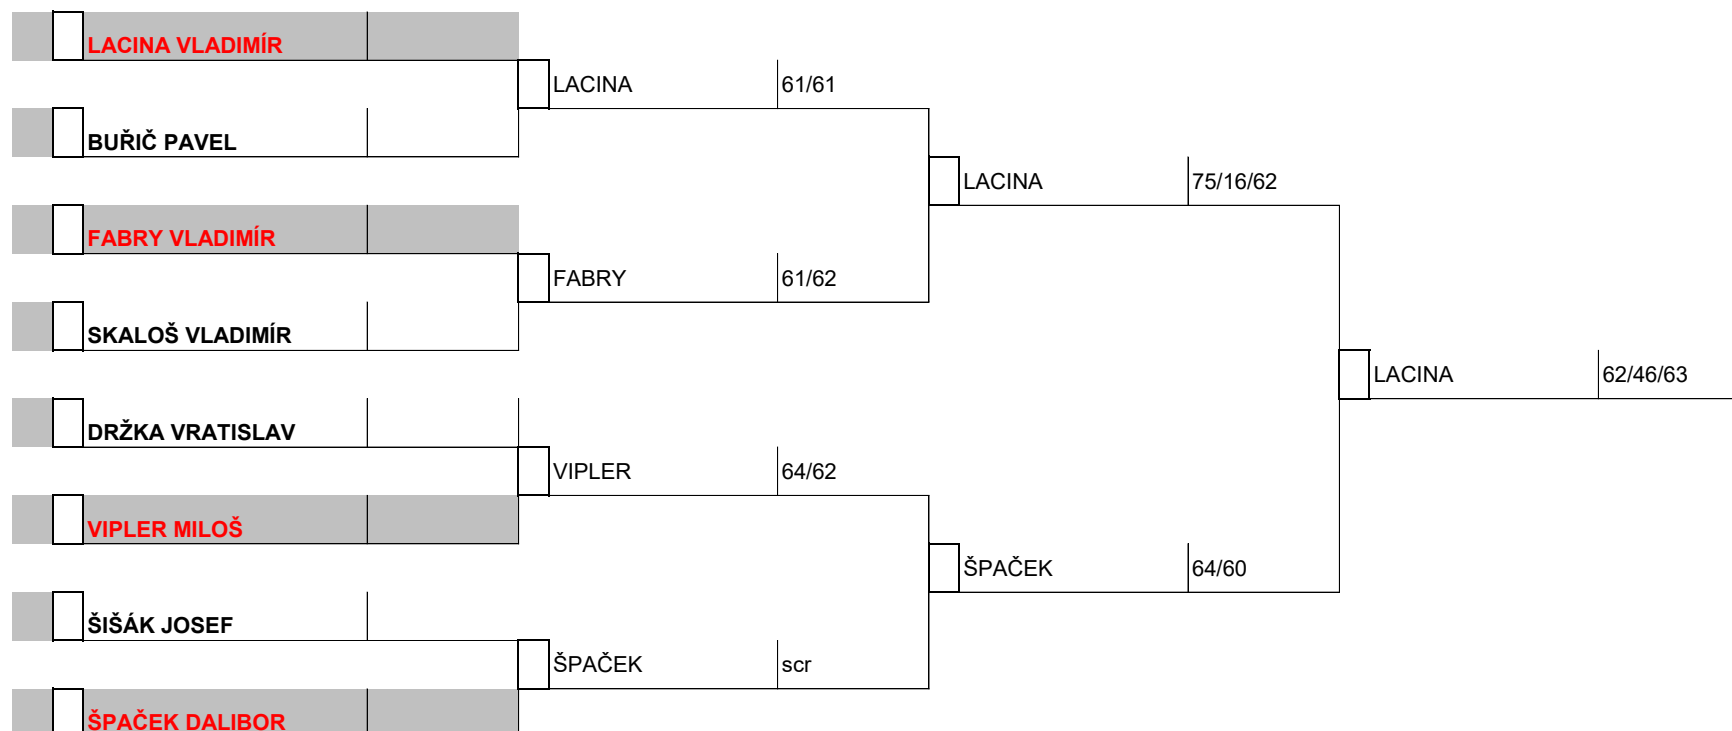 LACINA VLADIMÍR
LACINA 61/61
BUŘIČ PAVEL
LACINA 75/16/62
FABRY VLADIMÍR
FABRY 61/62
SKALOŠ VLADIMÍR
LACINA 62/46/63
DRŽKA VRATISLAV
VIPLER 64/62
VIPLER MILOŠ
ŠPAČEK 64/60
ŠIŠÁK JOSEF
ŠPAČEK scr
ŠPAČEK DALIBOR